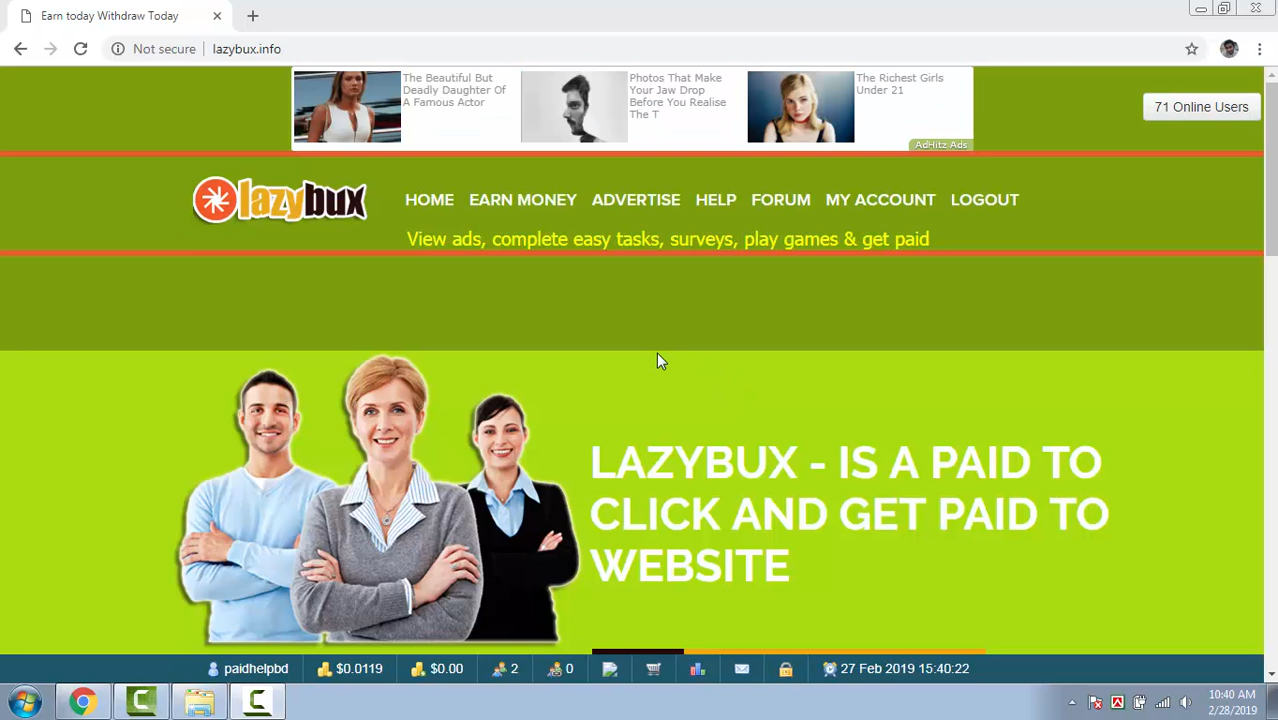 Earn today Withdraw Today
Not secure
lazybux.info
The Beautiful But
Deadly Daughter Of
A Famous Actor
Photos That Make
Your Jaw Drop
Before You Realise
The T
The Richest Girls
Under 21
AdHitz Ads
71 Online Users
lazybux
HOME EARN MONEY ADVERTISE HELP FORUM MY ACCOUNT LOGOUT
View ads, complete easy tasks, surveys, play games & get paid
LAZYBUX - IS A PAID TO
CLICK AND GET PAID TO
WEBSITE
paidhelpbd $0.0119 $0.00 2 0 27 Feb 2019 15:40:22
10:40 AM
2/28/2019